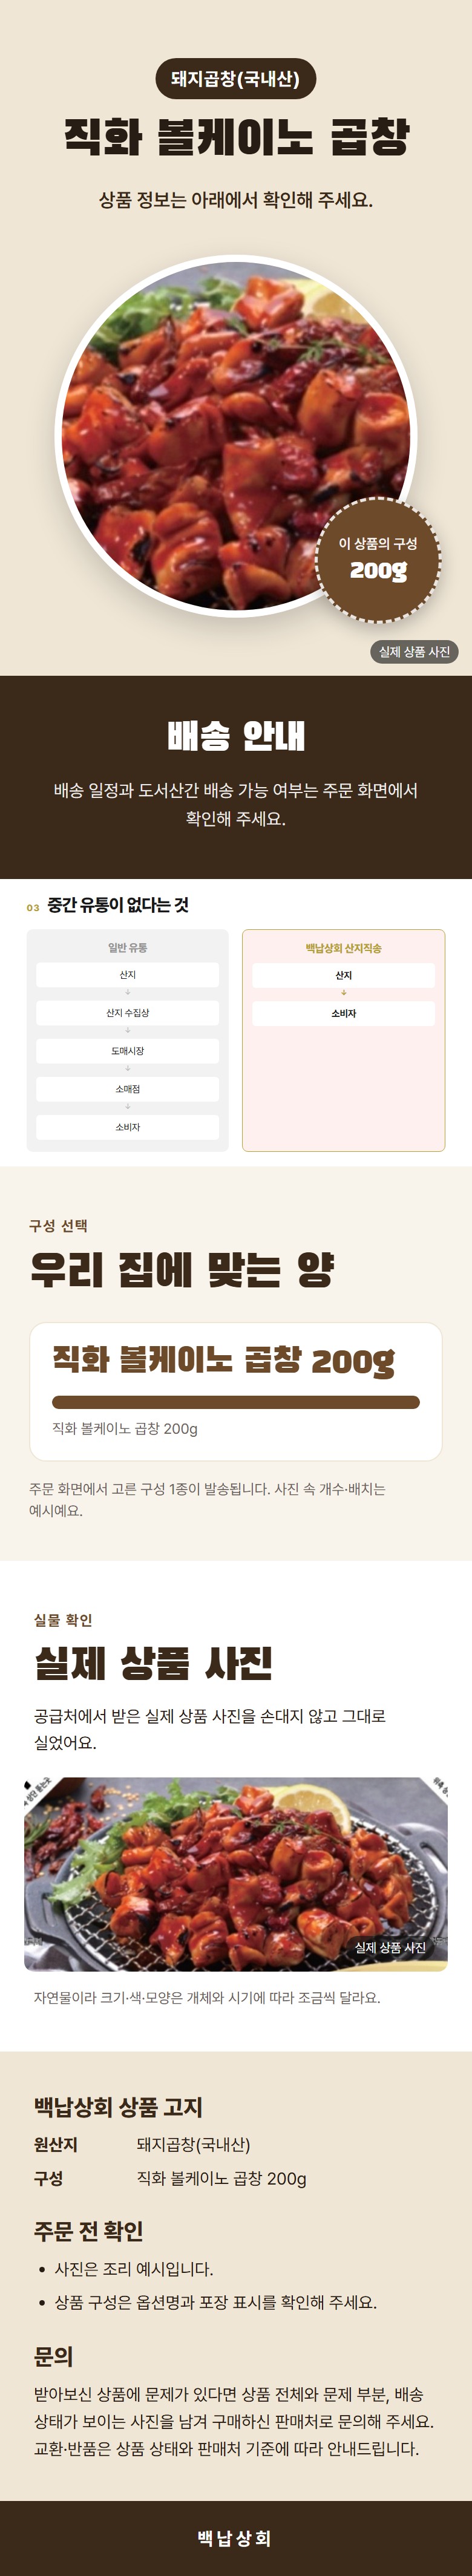 돼지곱창(국내산)
직화 볼케이노 곱창
상품 정보는 아래에서 확인해 주세요.
이 상품의 구성
200g
실제 상품 사진
배송 안내
배송 일정과 도서산간 배송 가능 여부는 주문 화면에서
확인해 주세요.
03 중간 유통이 없다는 것
일반 유통
산지
↓
산지 수집상
↓
도매시장
↓
소매점
↓
소비자
백납상회 산지직송
산지
↓
소비자
구성 선택
우리 집에 맞는 양
직화 볼케이노 곱창 200g
직화 볼케이노 곱창 200g
주문 화면에서 고른 구성 1종이 발송됩니다. 사진 속 개수·배치는
예시예요.
실물 확인
실제 상품 사진
공급처에서 받은 실제 상품 사진을 손대지 않고 그대로
실었어요.
실제 상품 사진
자연물이라 크기·색·모양은 개체와 시기에 따라 조금씩 달라요.
백납상회 상품 고지
원산지 돼지곱창(국내산)
구성 직화 볼케이노 곱창 200g
주문 전 확인
• 사진은 조리 예시입니다.
• 상품 구성은 옵션명과 포장 표시를 확인해 주세요.
문의
받아보신 상품에 문제가 있다면 상품 전체와 문제 부분, 배송
상태가 보이는 사진을 남겨 구매하신 판매처로 문의해 주세요.
교환·반품은 상품 상태와 판매처 기준에 따라 안내드립니다.
백납상회